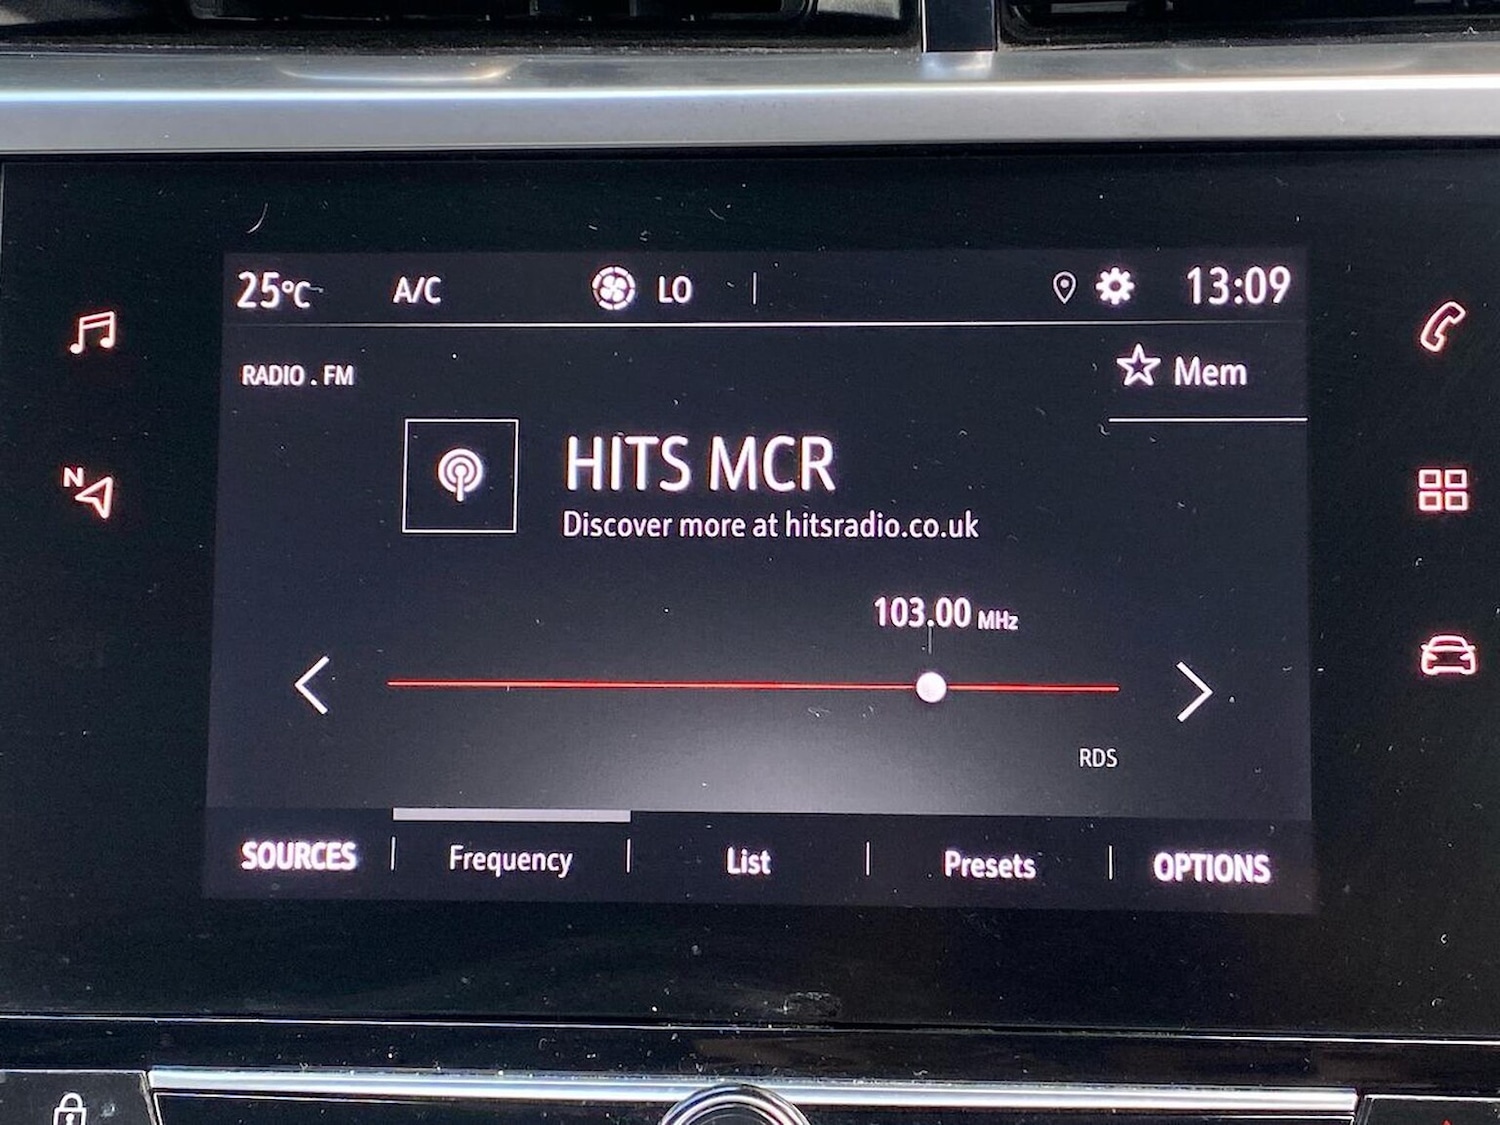 25°C A/C LO 13:09
RADIO . FM
Mem
HITS MCR
Discover more at hitsradio.co.uk
103.00 MHz
N
RDS
SOURCES Frequency List Presets OPTIONS